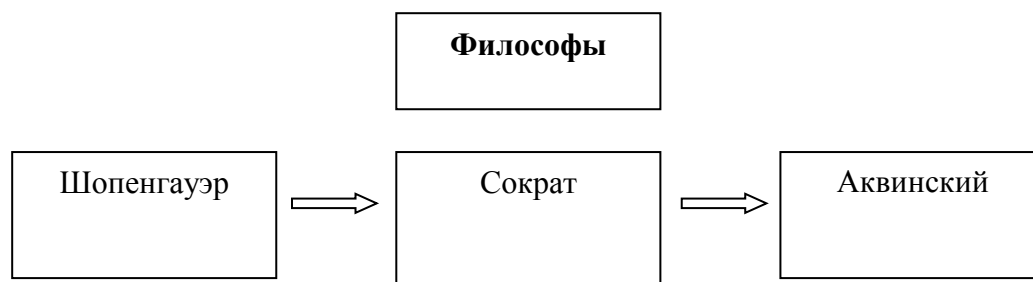 Философы
Шопенгауэр
Сократ
Аквинский